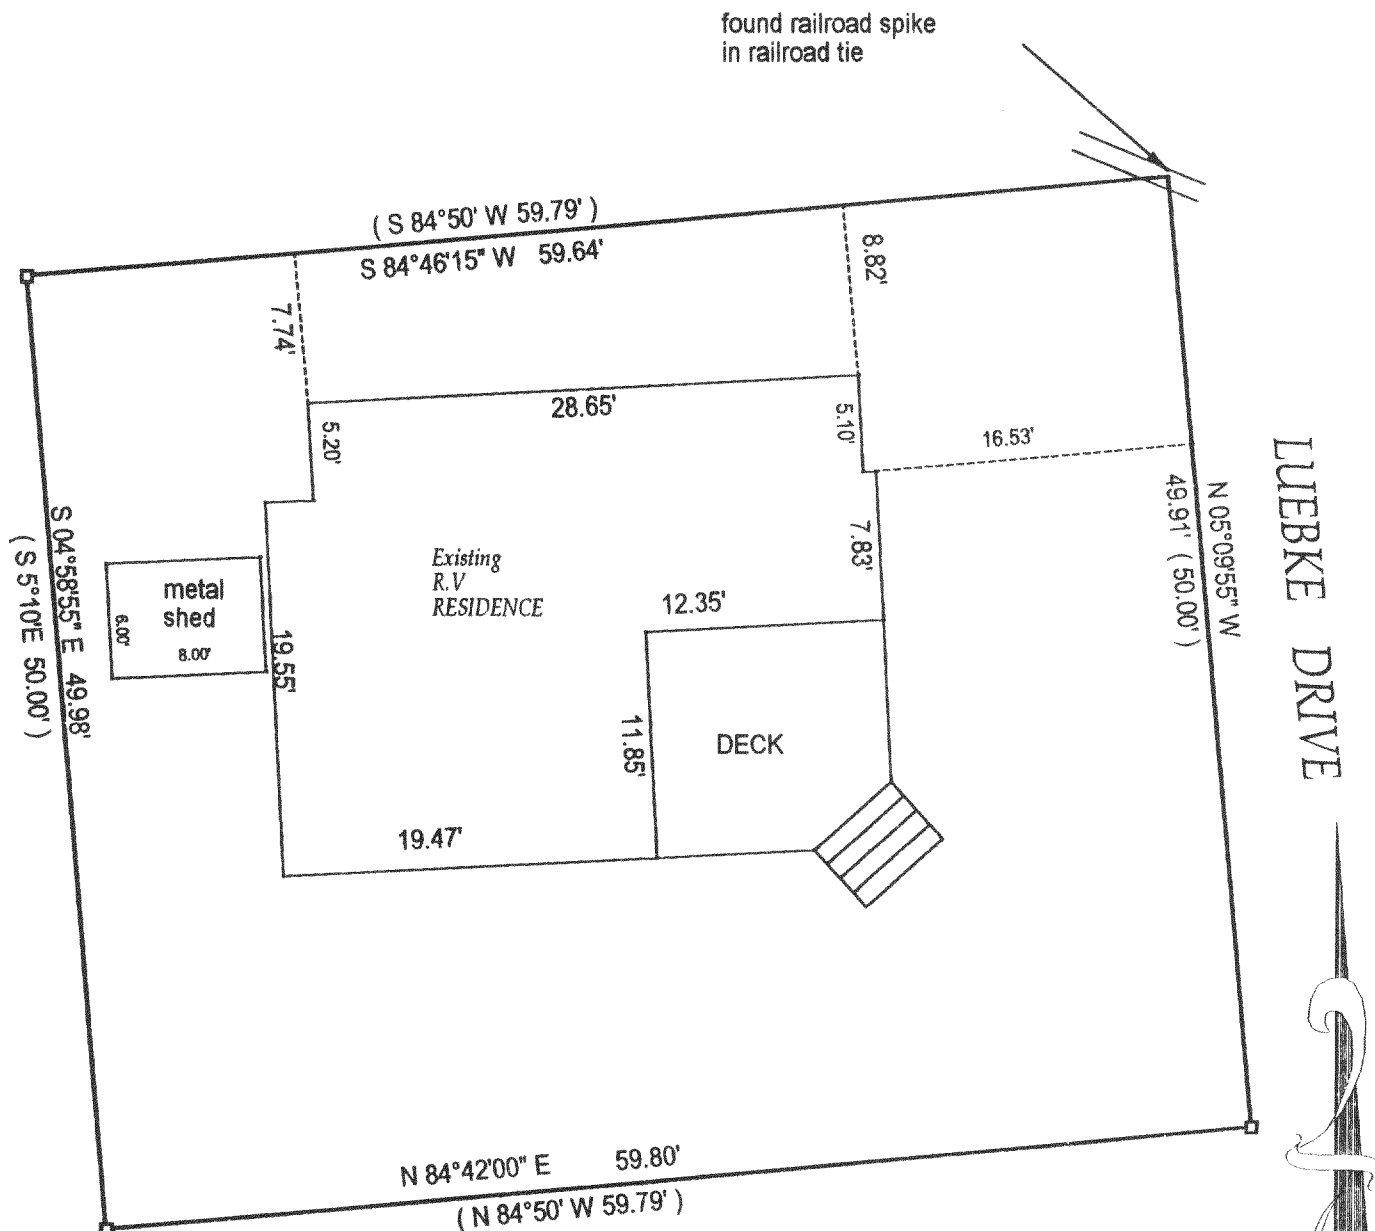 found railroad spike
in railroad tie
( S 84°50' W 59.79' )
S 84°46'15" W 59.64'
7.74'
8.82'
28.65'
5.20'
5.10'
16.53'
N 05°09'55" W
49.91' ( 50.00' )
LUEBKE DRIVE
S 04°58'55" E 49.98'
( S 5°10'E 50.00' )
metal
shed
6.00'
8.00'
19.55'
Existing
R.V
RESIDENCE
7.83'
12.35'
11.85'
DECK
19.47'
N 84°42'00" E 59.80'
( N 84°50' W 59.79' )